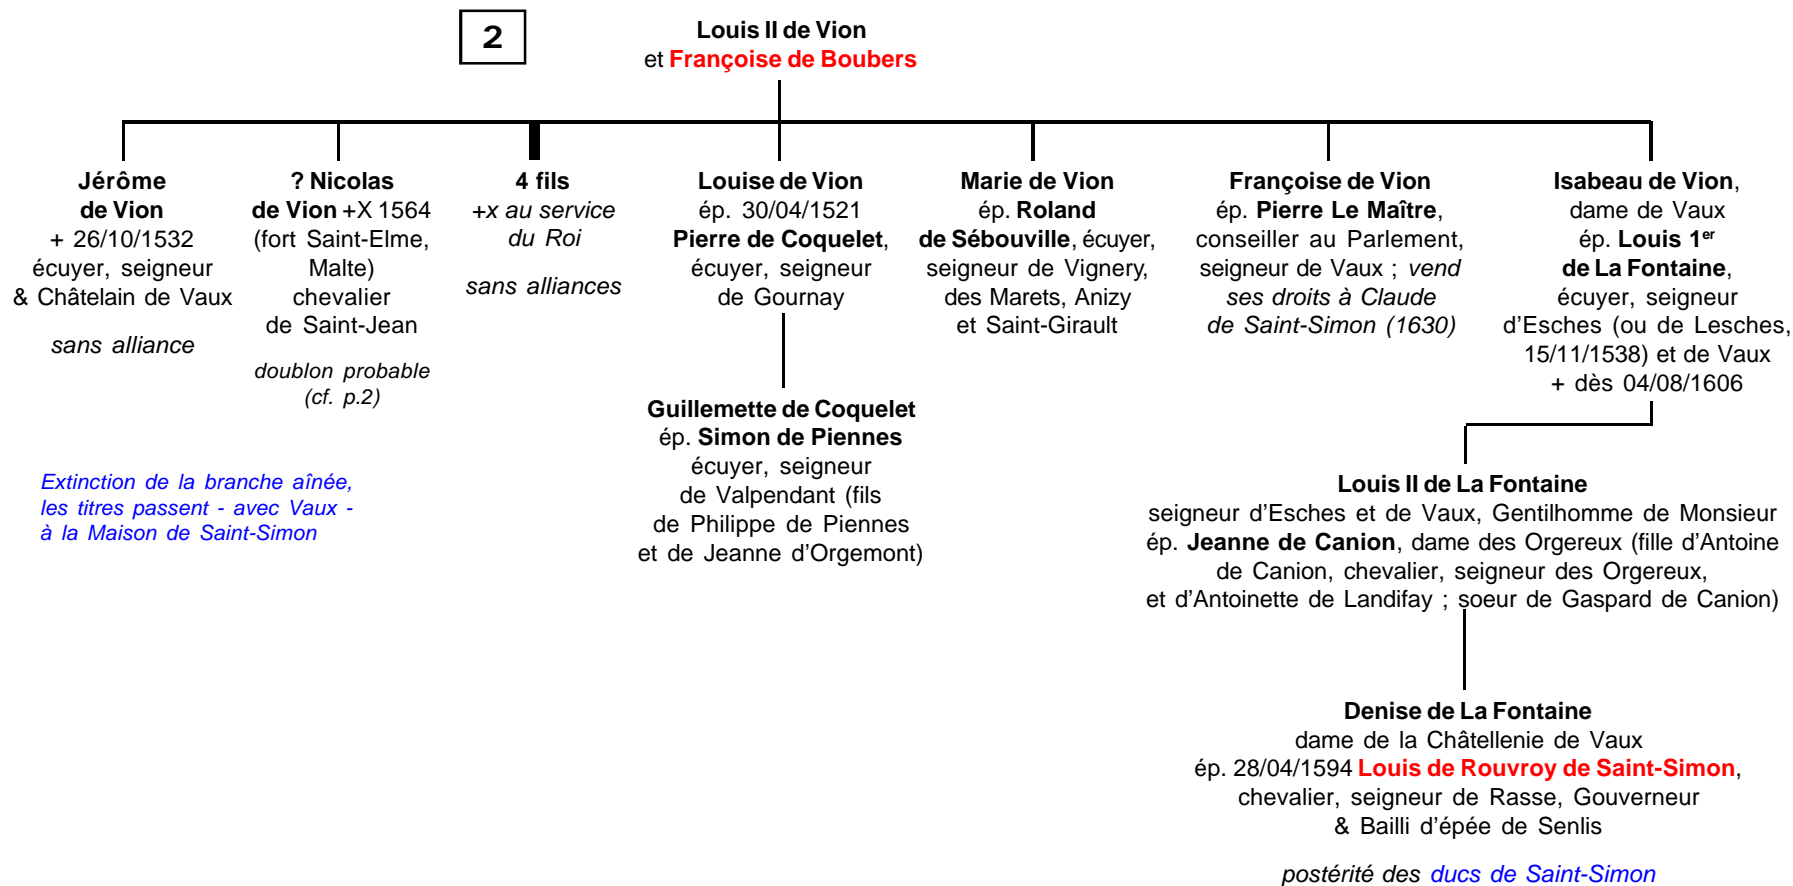 2
Louis II de Vion
et Françoise de Boubers
Jérôme
de Vion
+ 26/10/1532
écuyer, seigneur
& Châtelain de Vaux
sans alliance
? Nicolas
de Vion +X 1564
(fort Saint-Elme,
Malte)
chevalier
de Saint-Jean
doublon probable
(cf. p.2)
4 fils
+x au service
du Roi
sans alliances
Louise de Vion
ép. 30/04/1521
Pierre de Coquelet,
écuyer, seigneur
de Gournay
Marie de Vion
ép. Roland
de Sébouville, écuyer,
seigneur de Vignery,
des Marets, Anizy
et Saint-Girault
Françoise de Vion
ép. Pierre Le Maître,
conseiller au Parlement,
seigneur de Vaux ; vend
ses droits à Claude
de Saint-Simon (1630)
Isabeau de Vion,
dame de Vaux
ép. Louis 1er
de La Fontaine,
écuyer, seigneur
d'Esches (ou de Lesches,
15/11/1538) et de Vaux
+ dès 04/08/1606
Guillemette de Coquelet
ép. Simon de Piennes
écuyer, seigneur
de Valpendant (fils
de Philippe de Piennes
et de Jeanne d'Orgemont)
Extinction de la branche aînée,
les titres passent - avec Vaux -
à la Maison de Saint-Simon
Louis II de La Fontaine
seigneur d'Esches et de Vaux, Gentilhomme de Monsieur
ép. Jeanne de Canion, dame des Orgereux (fille d'Antoine
de Canion, chevalier, seigneur des Orgereux,
et d'Antoinette de Landifay ; soeur de Gaspard de Canion)
Denise de La Fontaine
dame de la Châtellenie de Vaux
ép. 28/04/1594 Louis de Rouvroy de Saint-Simon,
chevalier, seigneur de Rasse, Gouverneur
& Bailli d'épée de Senlis
postérité des ducs de Saint-Simon